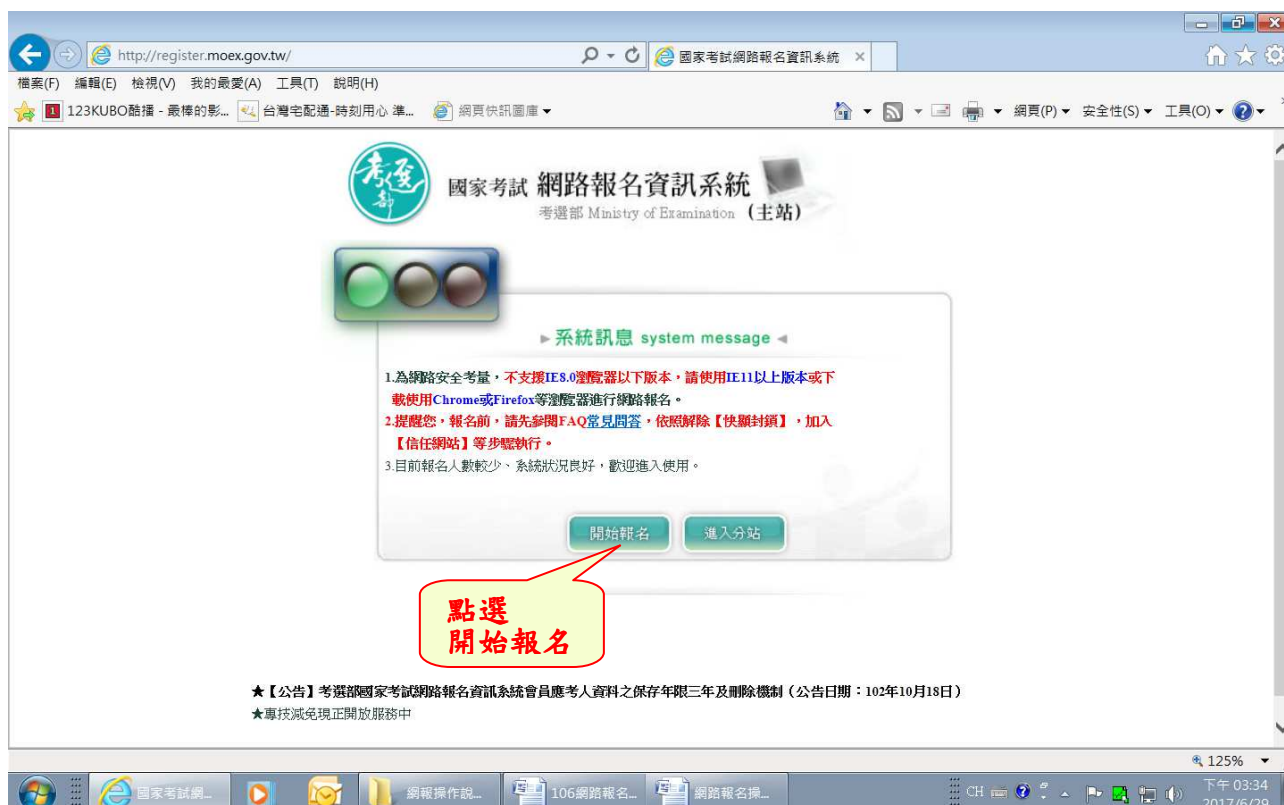 http://register.moex.gov.tw/
國家考試網路報名資訊系統
檔案(F) 編輯(E) 檢視(V) 我的最愛(A) 工具(T) 說明(H)
123KUBO酷播 - 最棒的影... 台灣宅配通-時刻用心 準... 網頁快訊圖庫 網頁(P) 安全性(S) 工具(O)
考選部
國家考試 網路報名資訊系統
考選部 Ministry of Examination (主站)
系統訊息 system message
1.為網路安全考量,不支援IE8.0瀏覽器以下版本,請使用IE11以上版本或下
載使用Chrome或Firefox等瀏覽器進行網路報名。
2.提醒您,報名前,請先參閱FAQ常見問答,依照解除【快顯封鎖】,加入
【信任網站】等步驟執行。
3.目前報名人數較少、系統狀況良好,歡迎進入使用。
開始報名 進入分站
點選
開始報名
★【公告】考選部國家考試網路報名資訊系統會員應考人資料之保存年限三年及刪除機制(公告日期:102年10月18日)
★專技減免現正開放服務中
125%
國家考試網... 網報操作說... 106網路報名... 網路報名操... CH 下午 03:34
2017/6/29